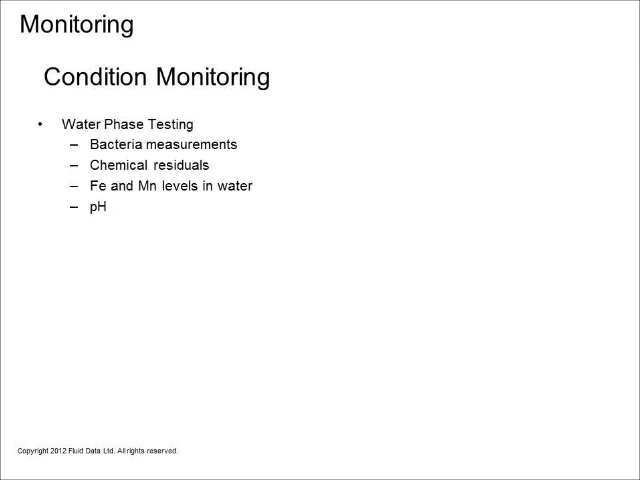 Monitoring
Condition Monitoring
• Water Phase Testing
– Bacteria measurements
– Chemical residuals
– Fe and Mn levels in water
– pH
Copyright 2012 Fluid Data Ltd. All rights reserved.